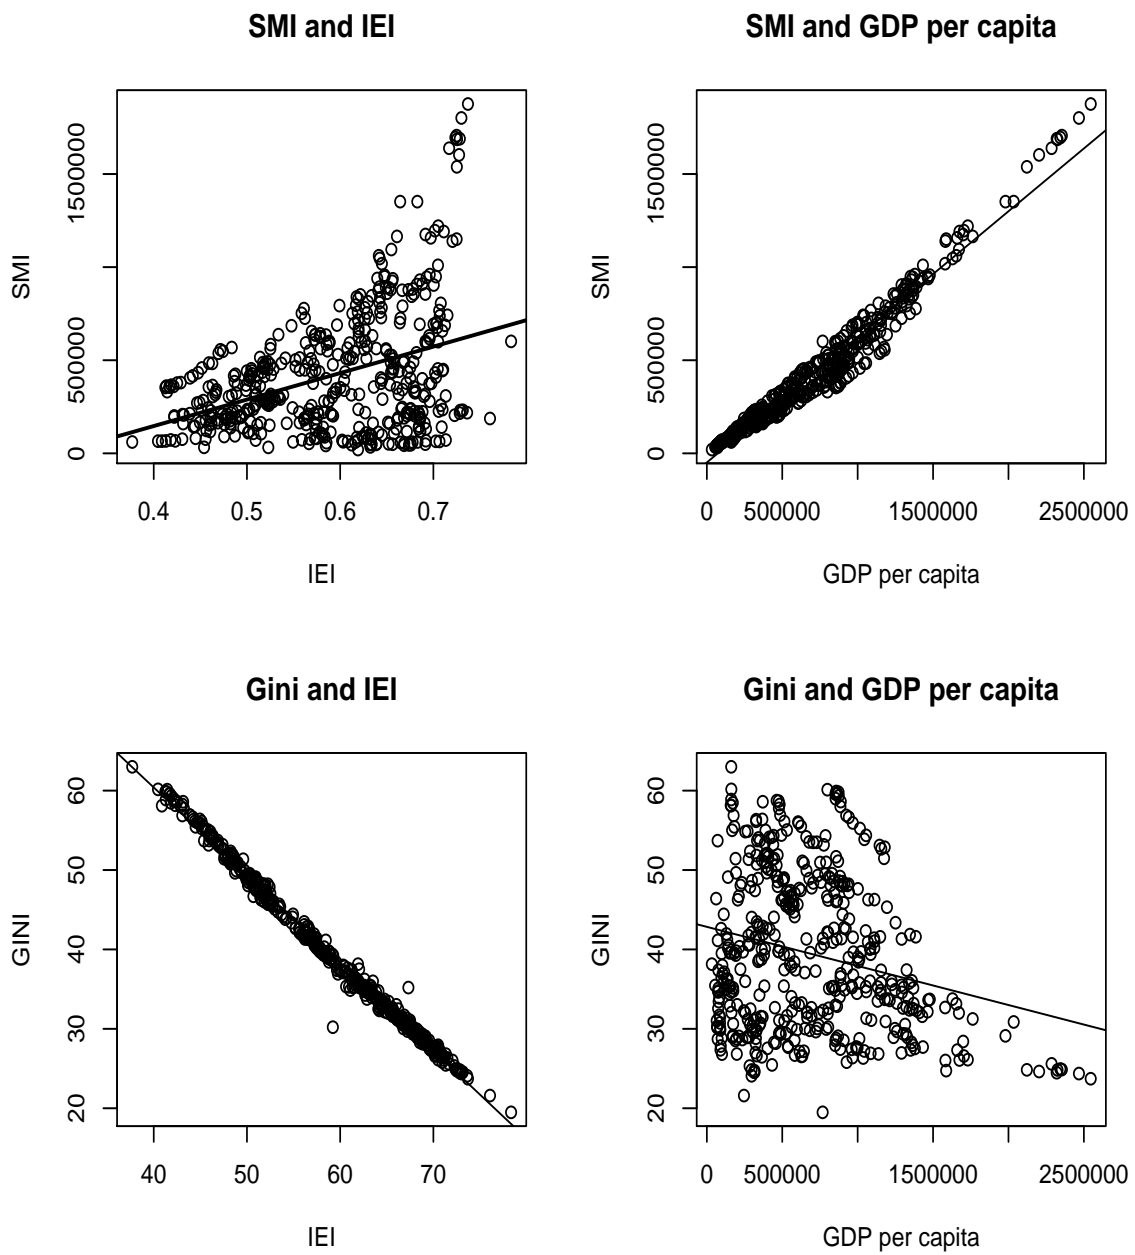 SMI and IEI
SMI
0 500000 1500000
0.4 0.5 0.6 0.7
IEI
SMI and GDP per capita
SMI
0 500000 1500000
0 500000 1500000 2500000
GDP per capita
Gini and IEI
GINI
20 30 40 50 60
40 50 60 70
IEI
Gini and GDP per capita
GINI
20 30 40 50 60
0 500000 1500000 2500000
GDP per capita